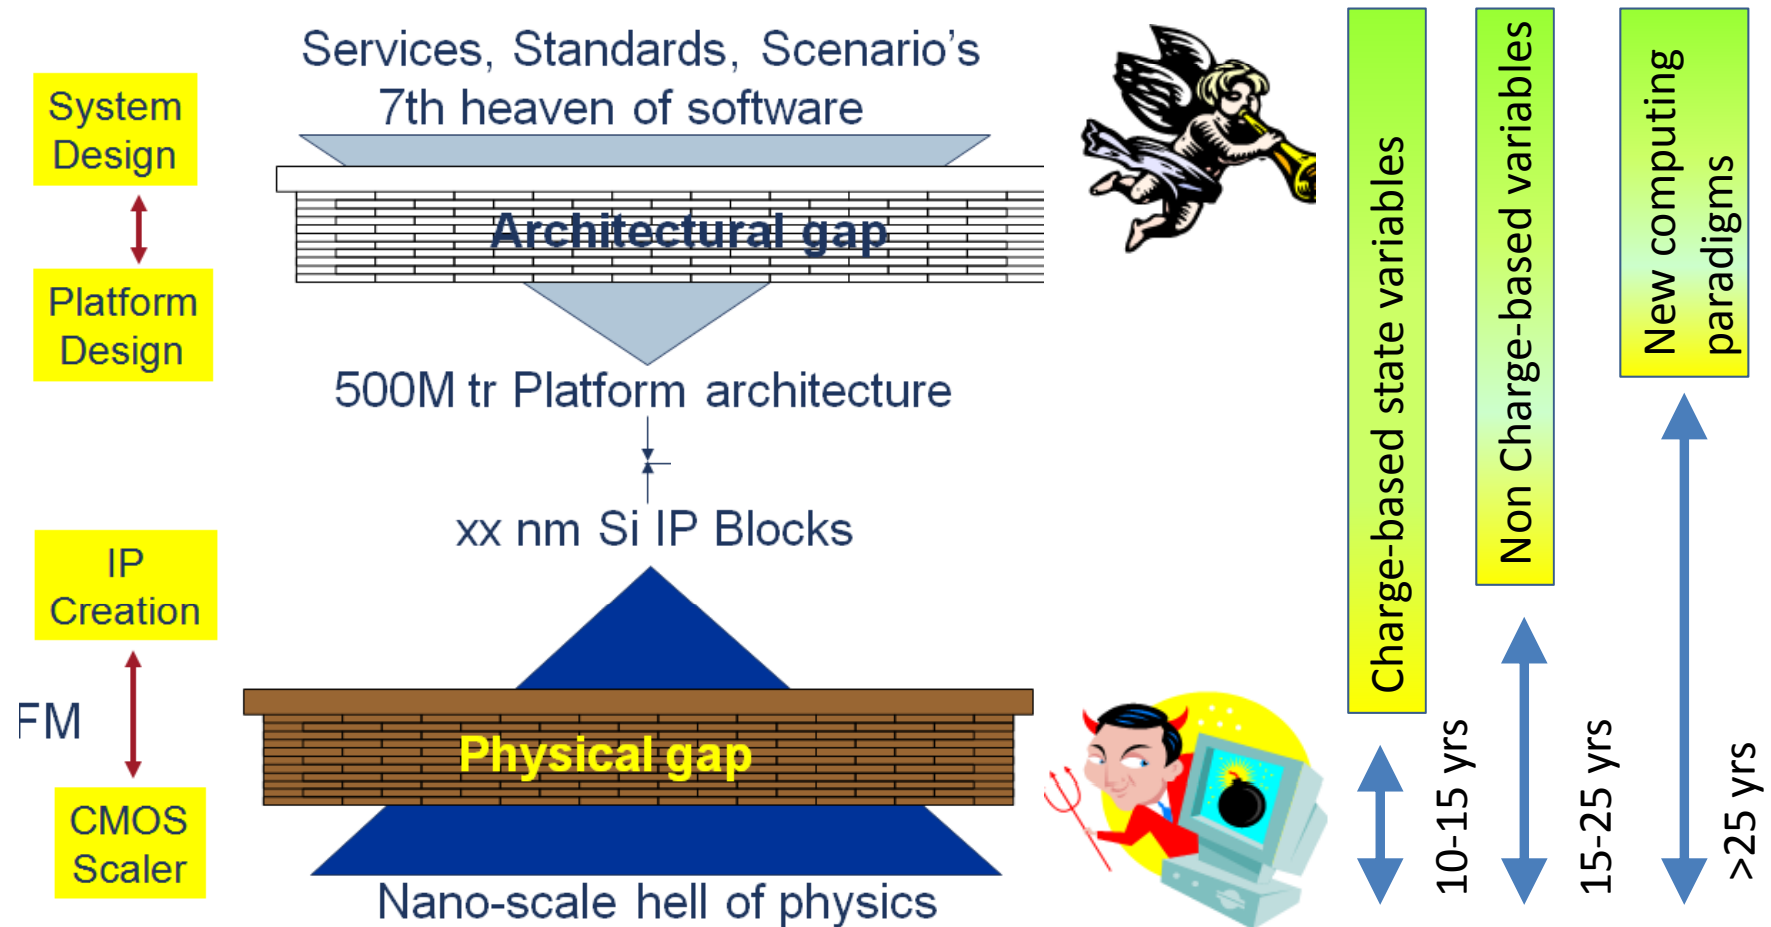 Services, Standards, Scenario's
7th heaven of software
System
Design
Architectural gap
Platform
Design
500M tr Platform architecture
xx nm Si IP Blocks
IP
Creation
FM
Physical gap
CMOS
Scaler
Nano-scale hell of physics
Charge-based state variables
10-15 yrs
Non Charge-based variables
15-25 yrs
New computing
paradigms
>25 yrs